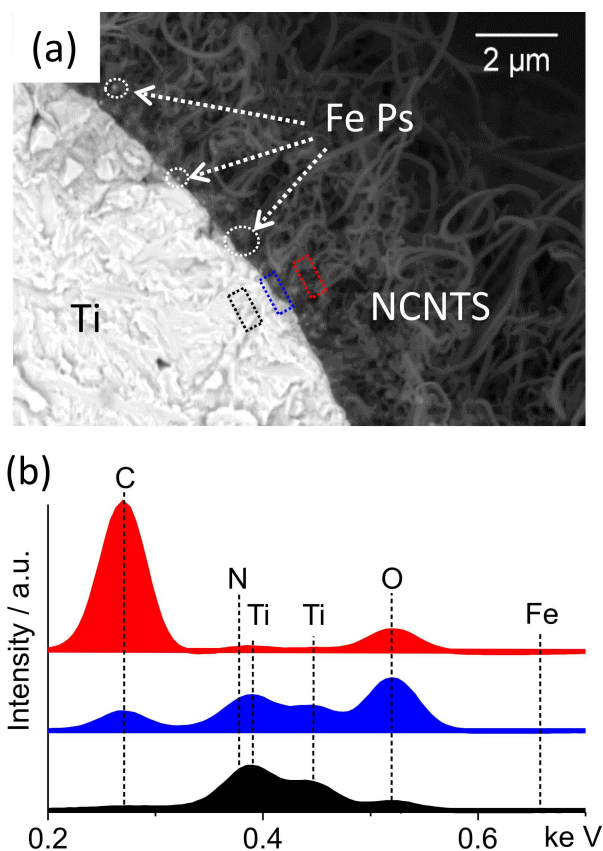 (a)
2 µm
Fe Ps
Ti
NCNTS
(b)
C
N
Ti
Ti
O
Fe
Intensity / a.u.
0.2
0.4
0.6
ke V